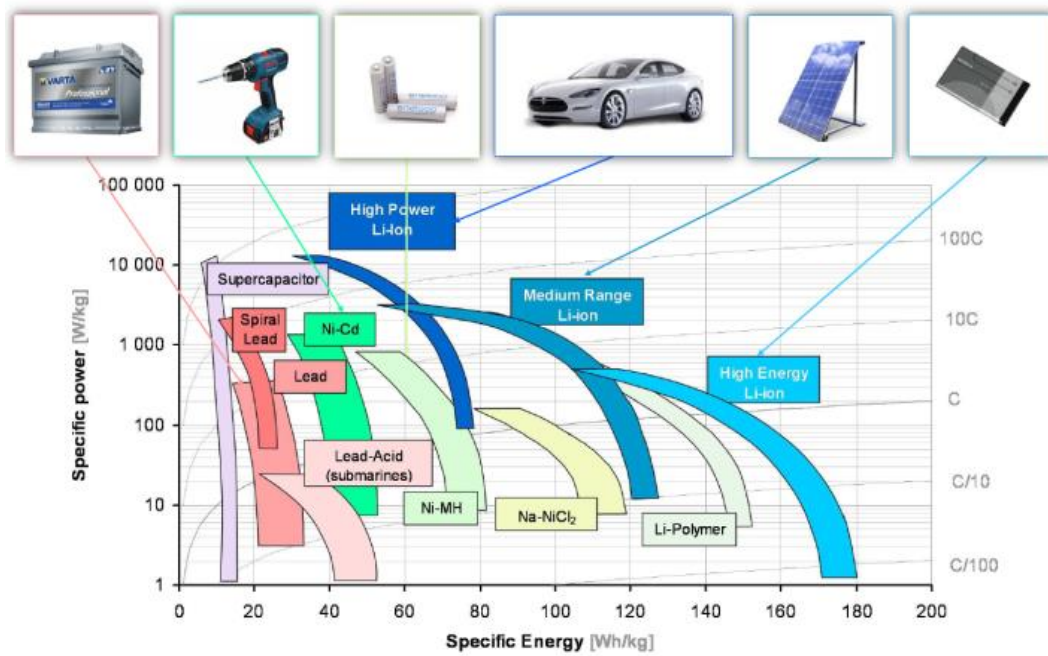 VARTA
Professional
100 000
10 000
1 000
100
10
1
Specific power [W/kg]
High Power
Li-Ion
Supercapacitor
Spiral
Lead
Ni-Cd
Lead
Lead-Acid
(submarines)
Ni-MH
Na-NiCl₂
Medium Range
Li-ion
High Energy
Li-ion
Li-Polymer
100C
10C
C
C/10
C/100
0 20 40 60 80 100 120 140 160 180 200
Specific Energy [Wh/kg]